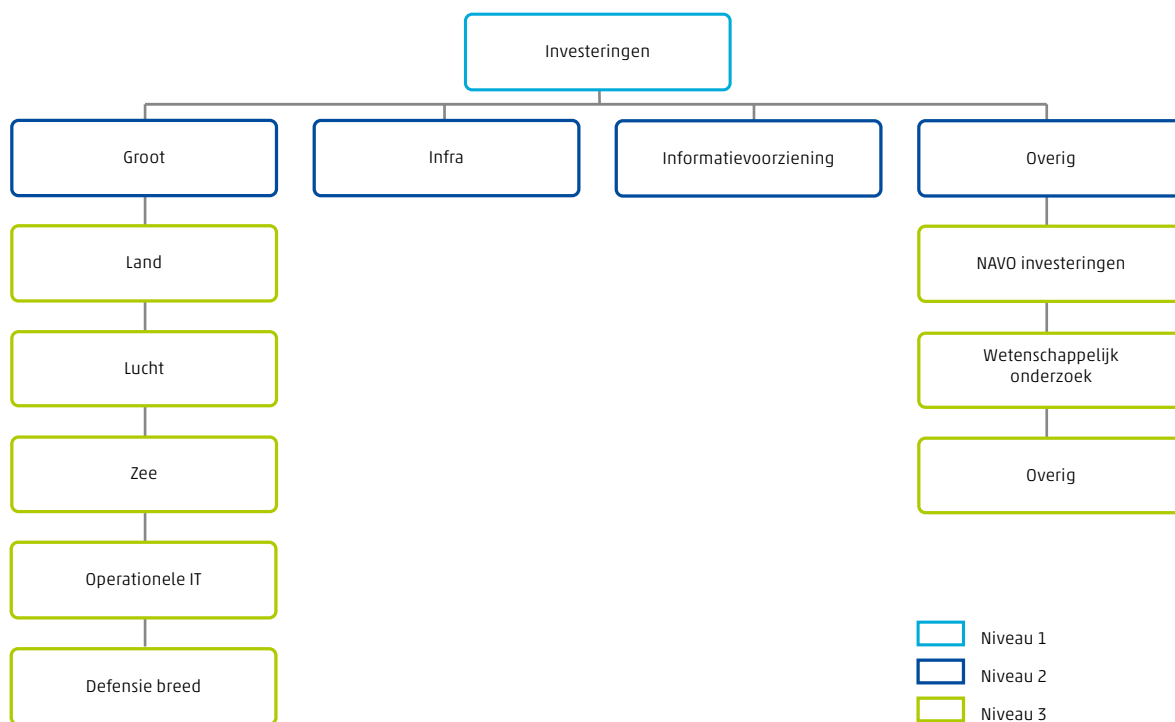 Investeringen
Groot
Infra
Informatievoorziening
Overig
Land
NAVO investeringen
Lucht
Wetenschappelijk
onderzoek
Zee
Overig
Operationele IT
Defensie breed
Niveau 1
Niveau 2
Niveau 3